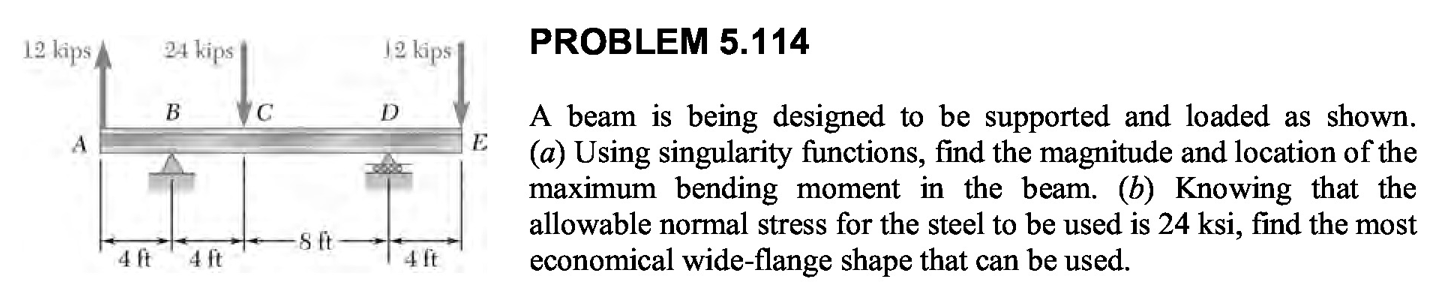 PROBLEM 5.114
12 kips
24 kips
12 kips
B
C
D
A
E
8 ft
4 ft
4 ft
4 ft
A beam is being designed to be supported and loaded as shown.
(a) Using singularity functions, find the magnitude and location of the
maximum bending moment in the beam. (b) Knowing that the
allowable normal stress for the steel to be used is 24 ksi, find the most
economical wide-flange shape that can be used.